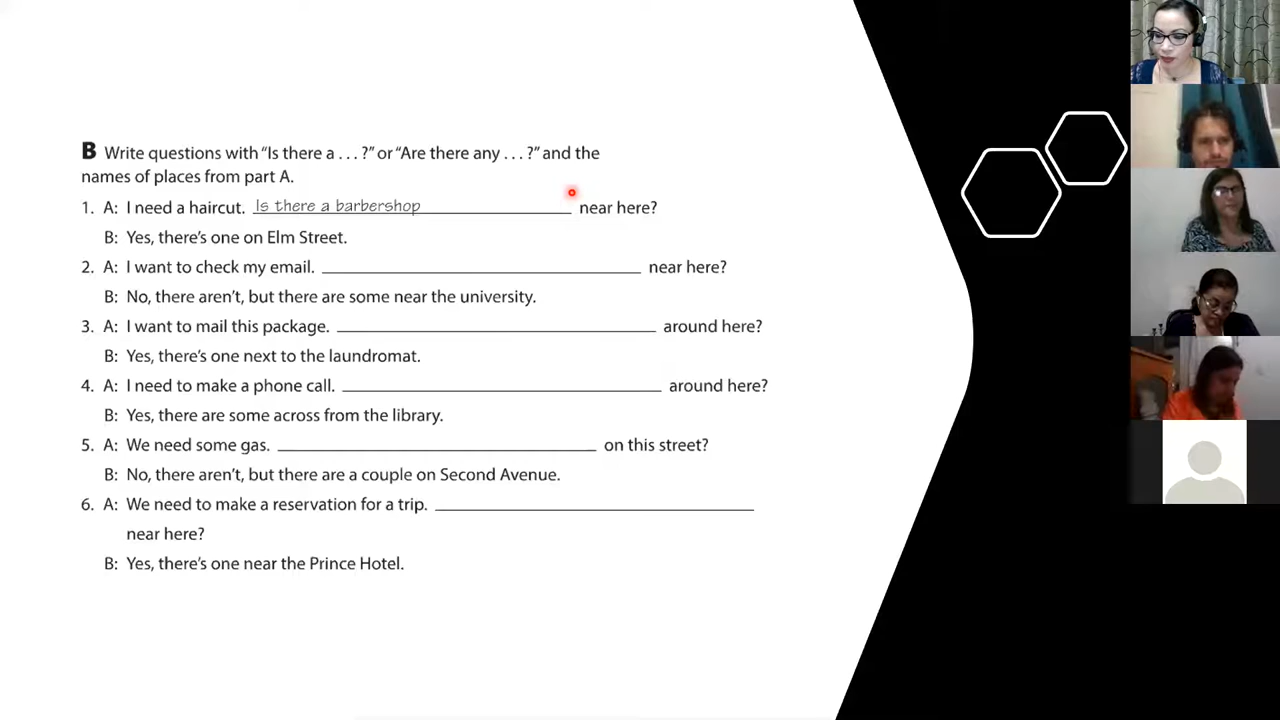 B Write questions with “Is there a . . . ?” or “Are there any . . . ?” and the
names of places from part A.
1. A: I need a haircut. Is there a barbershop near here?
B: Yes, there’s one on Elm Street.
2. A: I want to check my email. near here?
B: No, there aren’t, but there are some near the university.
3. A: I want to mail this package. around here?
B: Yes, there’s one next to the laundromat.
4. A: I need to make a phone call. around here?
B: Yes, there are some across from the library.
5. A: We need some gas. on this street?
B: No, there aren’t, but there are a couple on Second Avenue.
6. A: We need to make a reservation for a trip.
near here?
B: Yes, there’s one near the Prince Hotel.